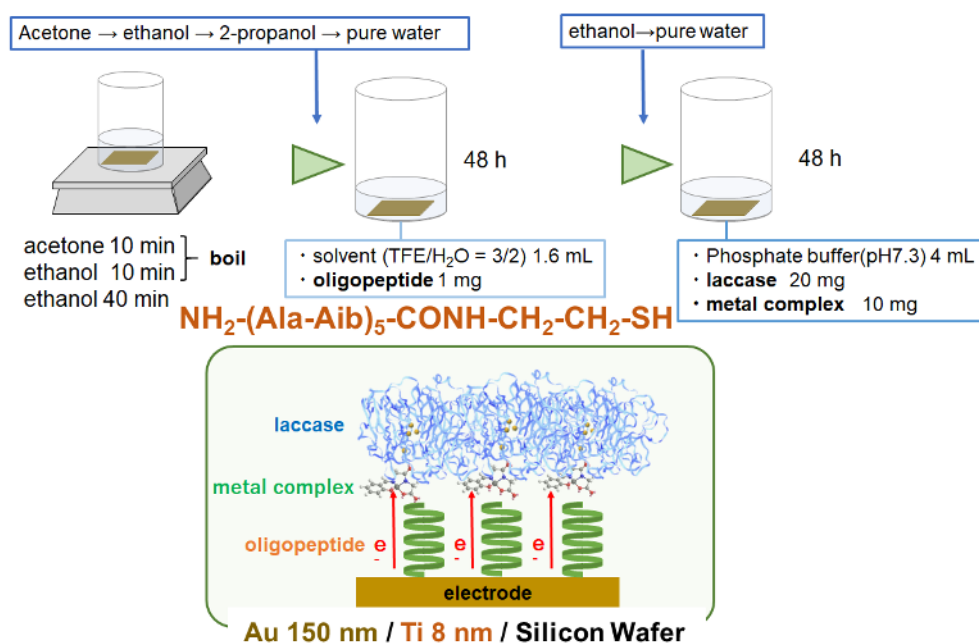 Acetone → ethanol → 2-propanol → pure water
ethanol→pure water
48 h
48 h
acetone 10 min
ethanol 10 min
boil
ethanol 40 min
・solvent (TFE/H₂O = 3/2) 1.6 mL
・oligopeptide 1 mg
・Phosphate buffer(pH7.3) 4 mL
・laccase 20 mg
・metal complex 10 mg
NH₂-(Ala-Aib)₅-CONH-CH₂-CH₂-SH
laccase
metal complex
oligopeptide
e-
e-
e-
electrode
Au 150 nm / Ti 8 nm / Silicon Wafer